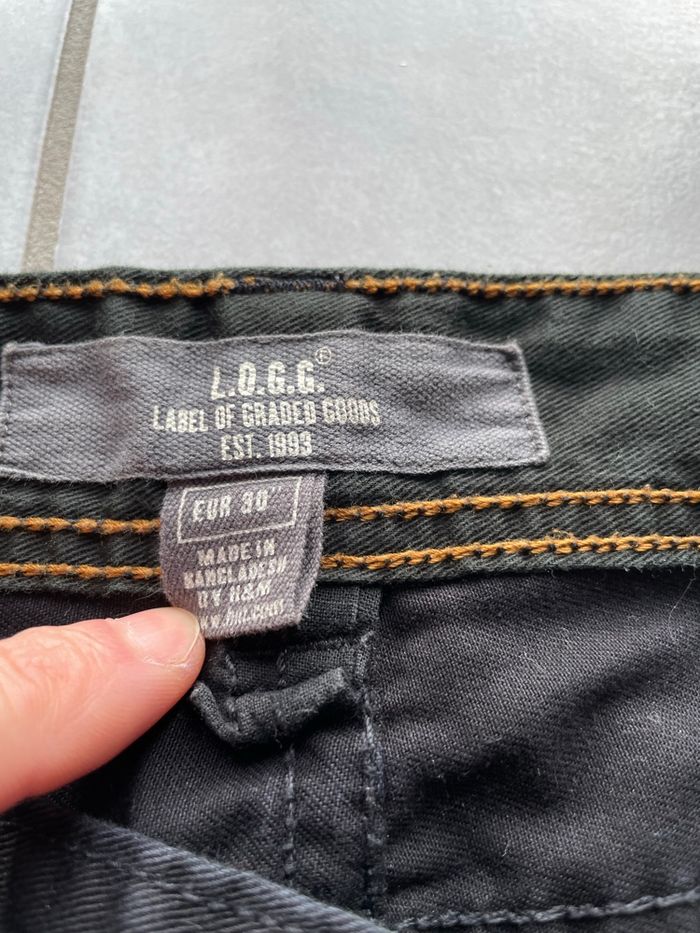 L.O.G.G.®
LABEL OF GRADED GOODS
EST. 1993
EUR 30"
MADE IN
BANGLADESH
BY H&M